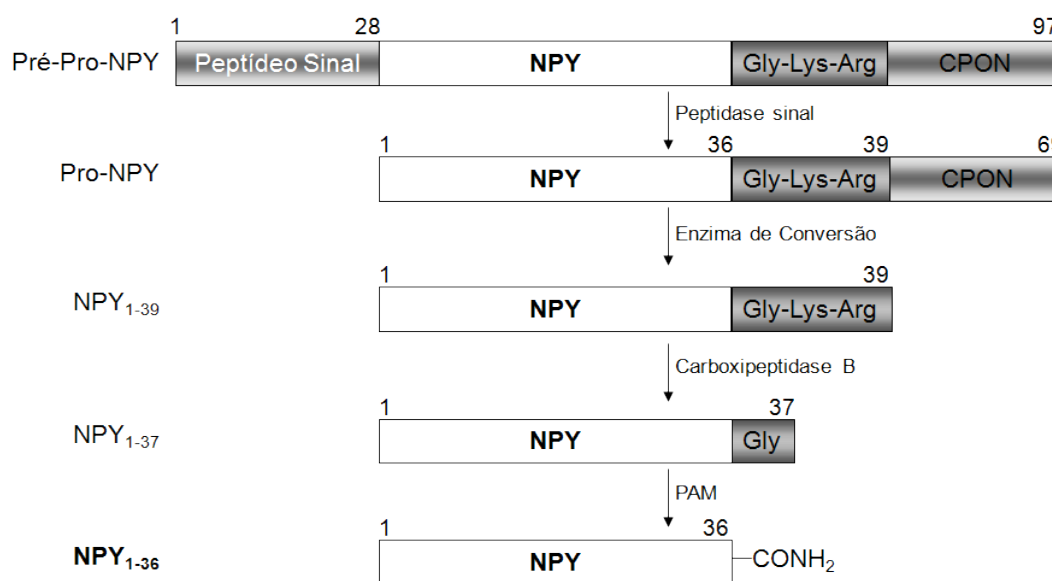 1 28 97
Pré-Pro-NPY Peptídeo Sinal NPY Gly-Lys-Arg CPON
Peptidase sinal
1 36 39 69
Pro-NPY NPY Gly-Lys-Arg CPON
Enzima de Conversão
1 39
NPY1-39 NPY Gly-Lys-Arg
Carboxipeptidase B
1 37
NPY1-37 NPY Gly
PAM
1 36
NPY1-36 NPY CONH2